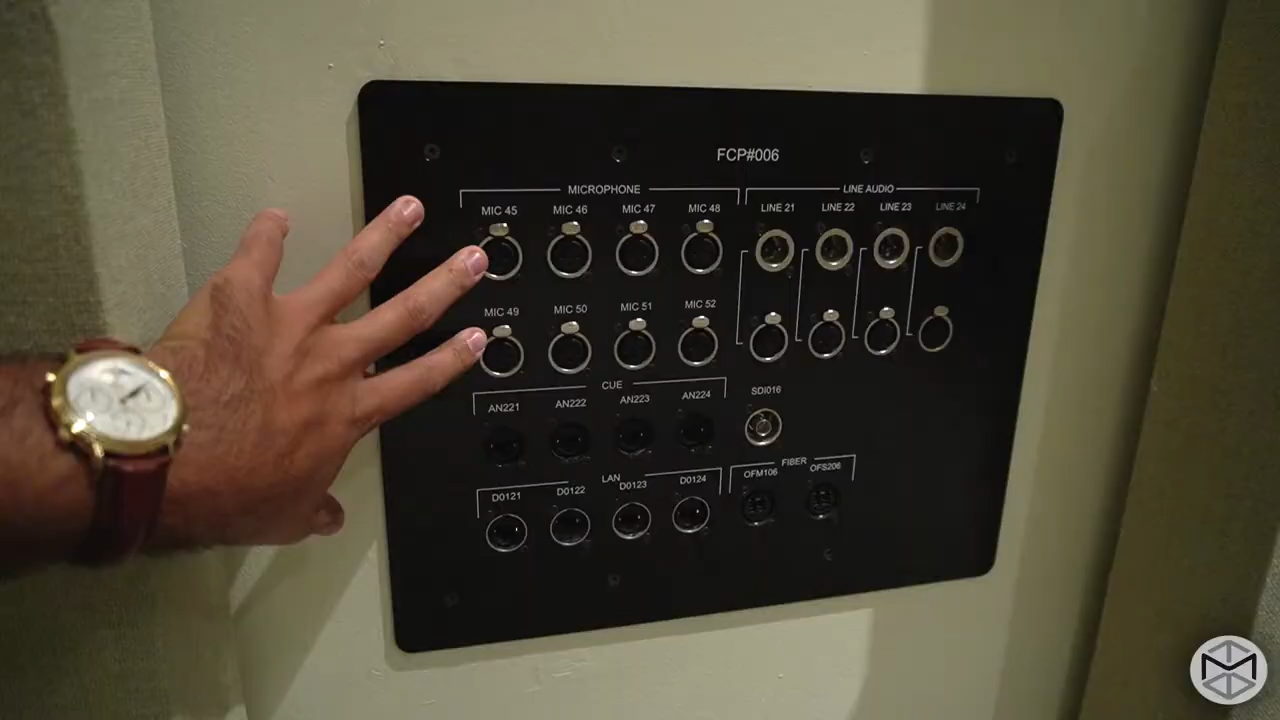 FCP#006
MICROPHONE
LINE AUDIO
MIC 45 MIC 46 MIC 47 MIC 48
LINE 21 LINE 22 LINE 23 LINE 24
MIC 49 MIC 50 MIC 51 MIC 52
CUE
AN221 AN222 AN223 AN224
SDI016
LAN
FIBER
D0121 D0122 D0123 D0124
OFM106 OFS206
M